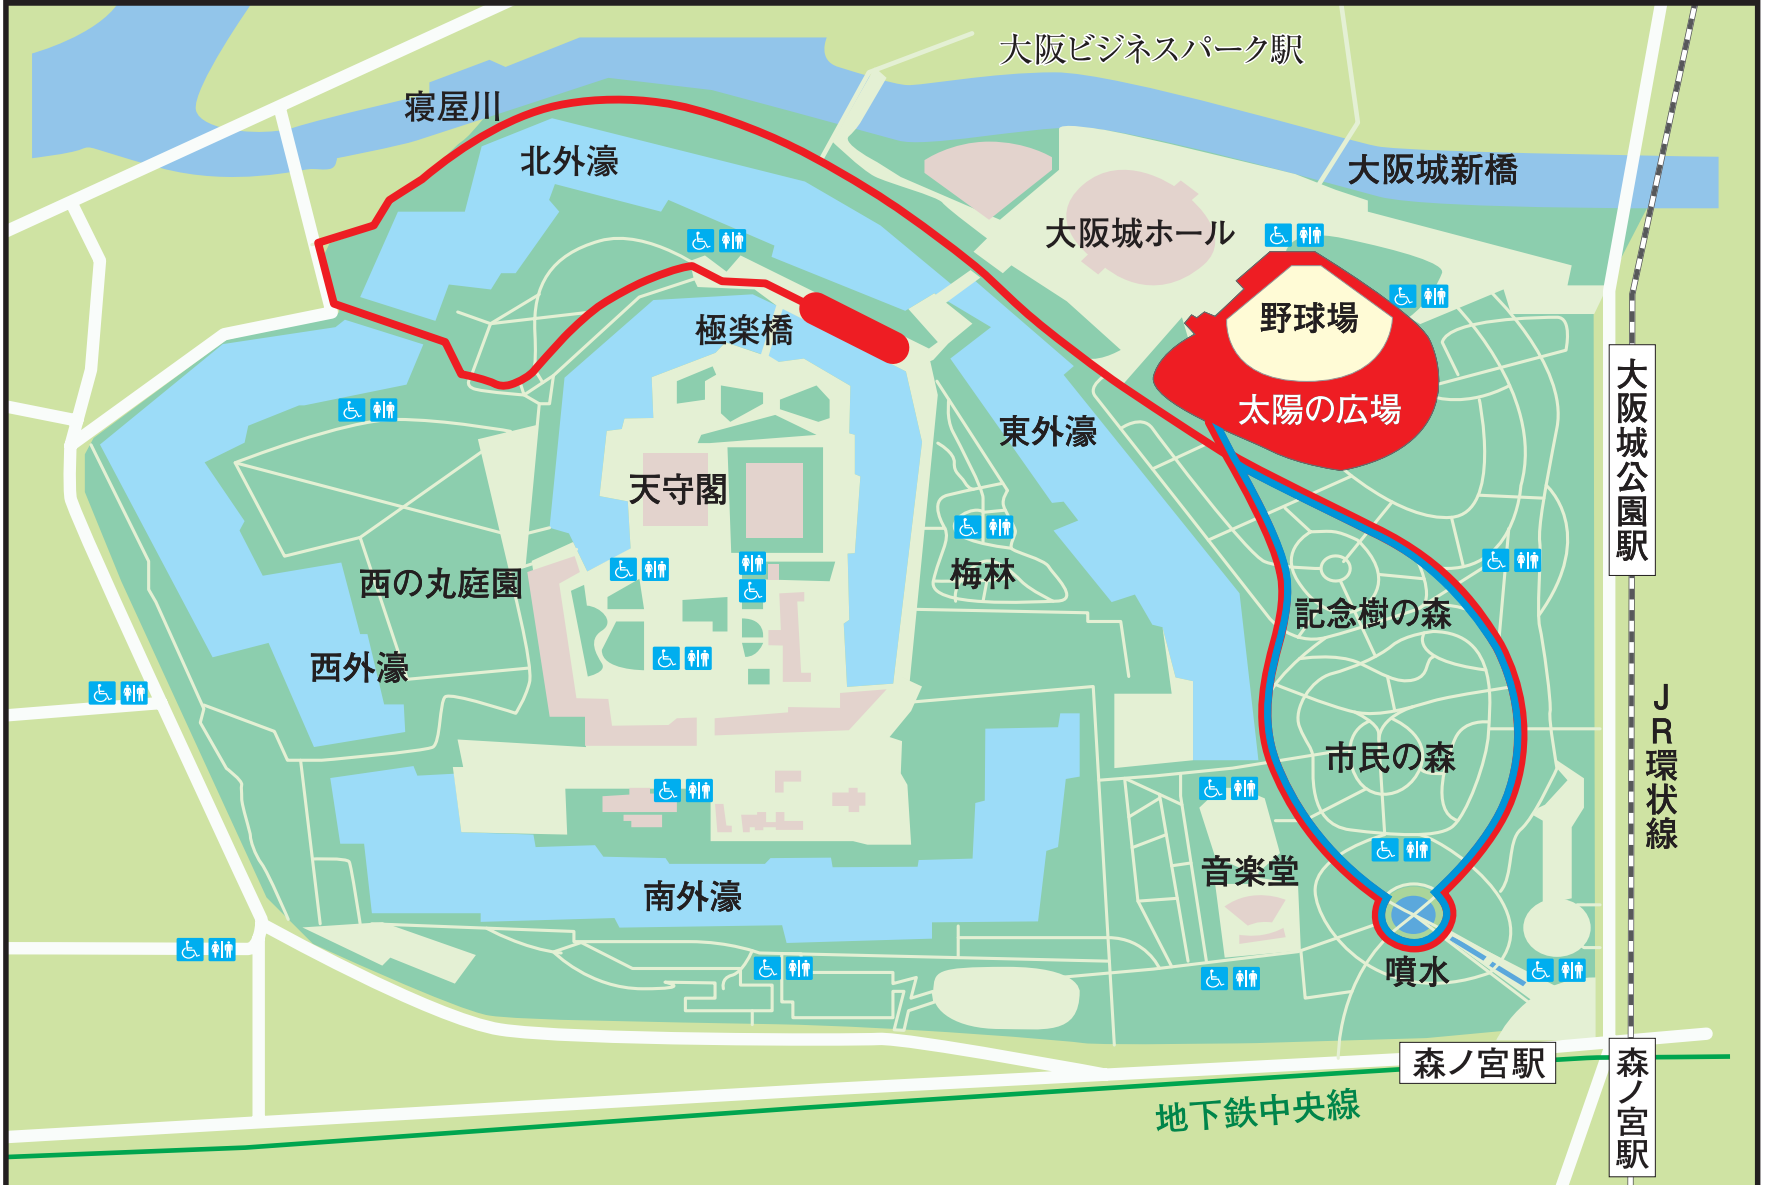 大阪ビジネスパーク駅
寝屋川
北外濠
大阪城新橋
大阪城ホール
極楽橋
野球場
太陽の広場
東外濠
大阪城公園駅
天守閣
梅林
西の丸庭園
記念樹の森
西外濠
JR環状線
市民の森
音楽堂
南外濠
噴水
森ノ宮駅
森ノ宮駅
地下鉄中央線